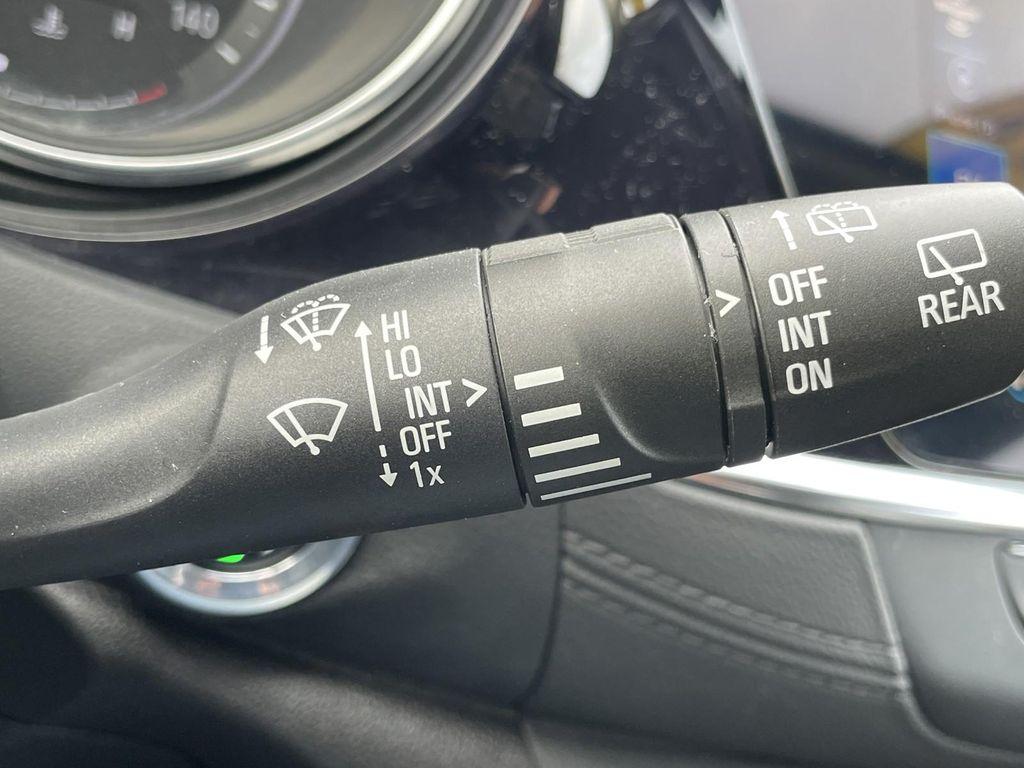 H 140
HI
LO
INT >
OFF
1x
>
OFF
INT
ON
REAR